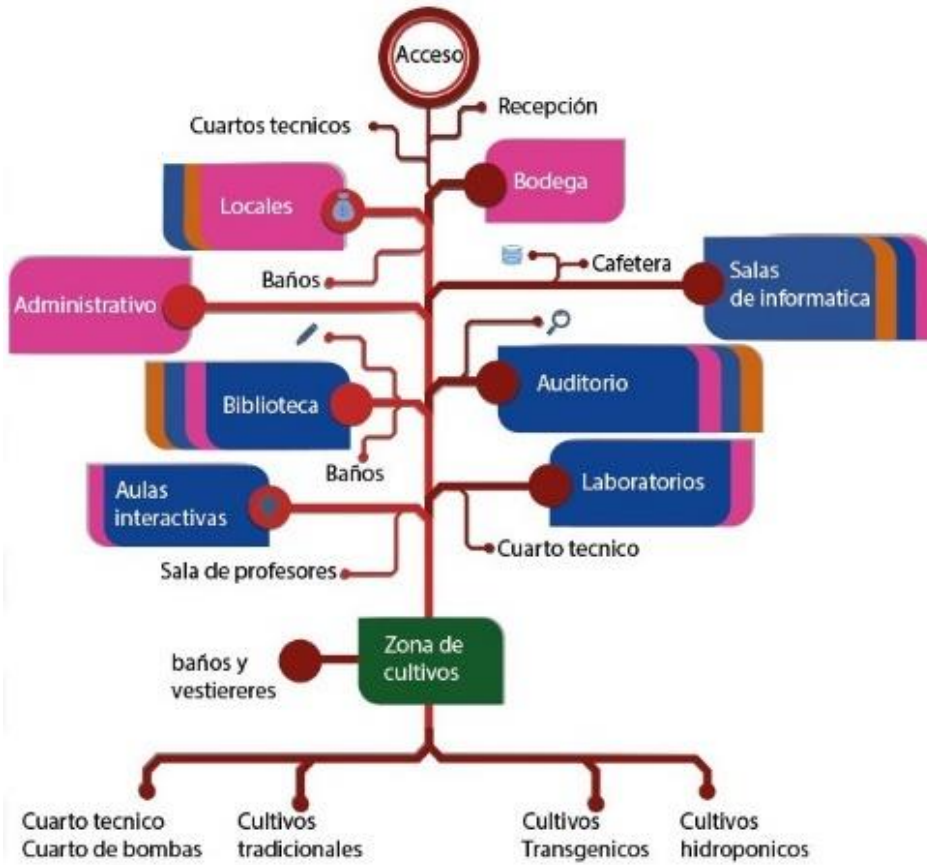 Acceso
Recepción
Cuartos tecnicos
Bodega
Locales
Baños
Cafetera
Salas
de informatica
Administrativo
Auditorio
Biblioteca
Baños
Aulas
interactivas
Laboratorios
Cuarto tecnico
Sala de profesores
Zona de
cultivos
baños y
vestiereres
Cuarto tecnico
Cuarto de bombas
Cultivos
tradicionales
Cultivos
Transgenicos
Cultivos
hidroponicos